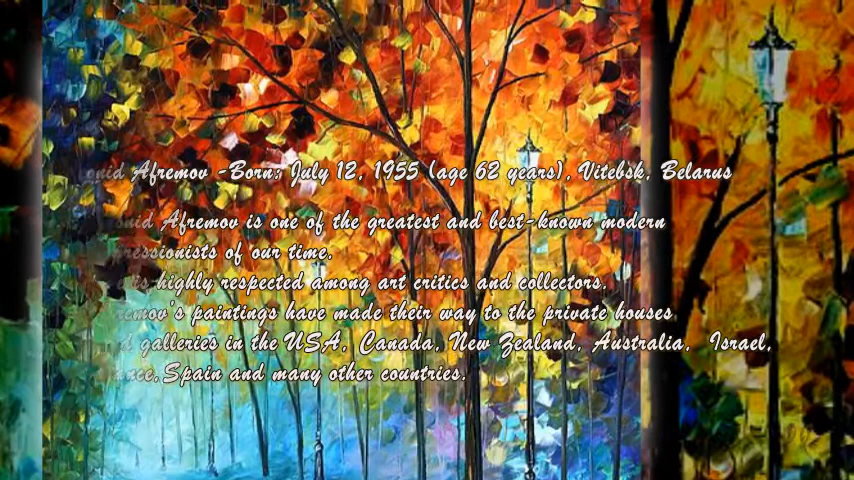 Afremov -Born: July 12, 1955 (age 62 years), Vitebsk, Belarus
Afremov is one of the greatest and best-known modern
of our time.
is highly respected among art critics and collectors.
paintings have made their way to the private houses
galleries in the USA, Canada, New Zealand, Australia, Israel,
Spain and many other countries.